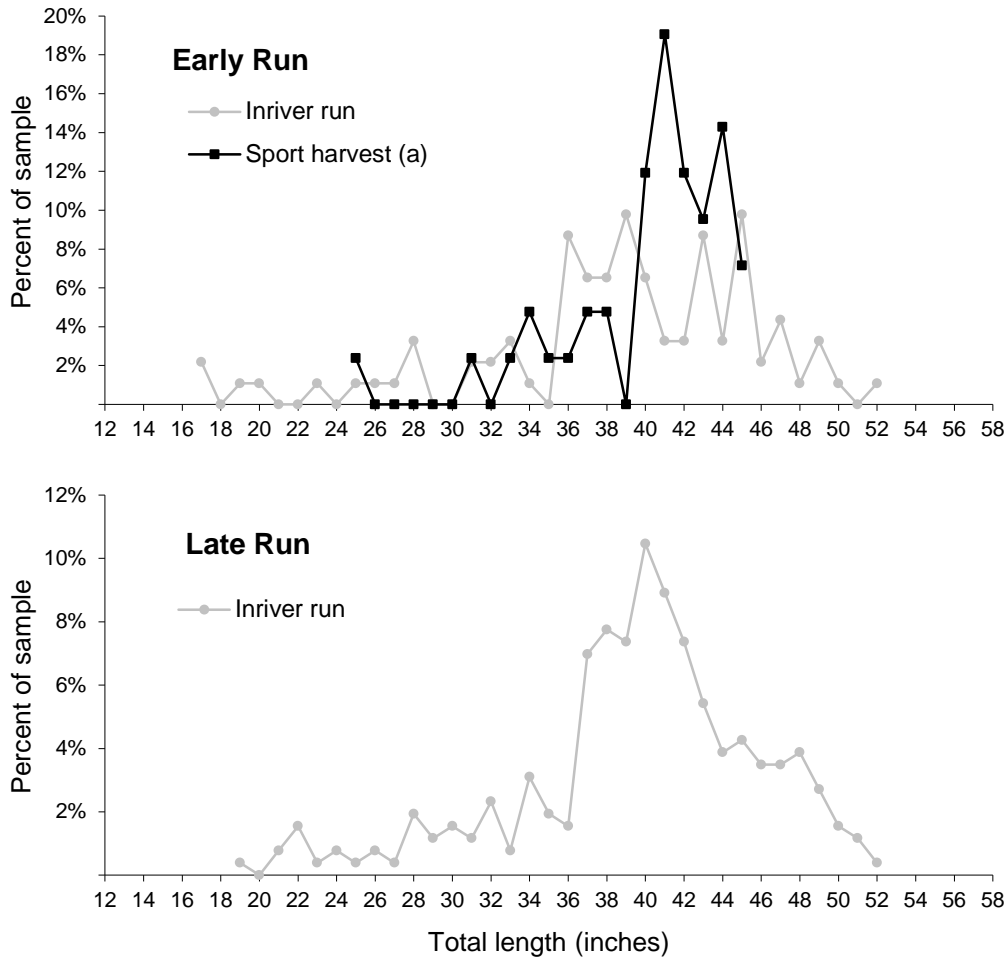 20%
18%
16%
14%
12%
10%
8%
6%
4%
2%
Percent of sample
Early Run
Inriver run
Sport harvest (a)
12 14 16 18 20 22 24 26 28 30 32 34 36 38 40 42 44 46 48 50 52 54 56 58
12%
10%
8%
6%
4%
2%
Percent of sample
Late Run
Inriver run
12 14 16 18 20 22 24 26 28 30 32 34 36 38 40 42 44 46 48 50 52 54 56 58
Total length (inches)